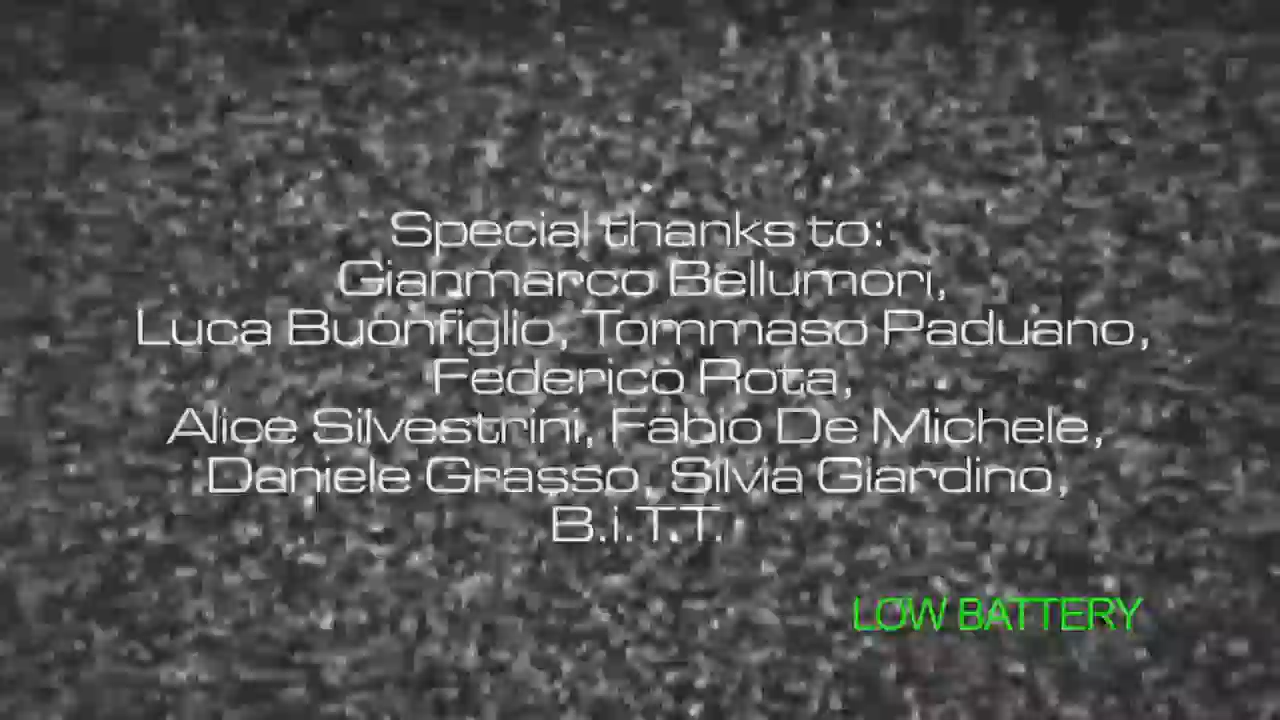 Special thanks to:
Gianmarco Bellumori,
Luca Buonfiglio, Tommaso Paduano,
Federico Rota,
Alice Silvestrini, Fabio De Michele,
Daniele Grasso, Silvia Giardino,
B.i.T.T.
LOW BATTERY